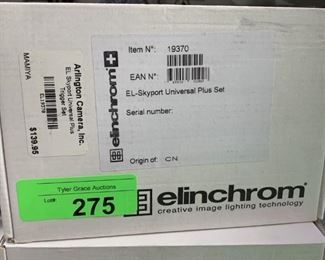 Item N°: 19370
EAN N°:
EL-Skyport Universal Plus Set
Serial number:
Origin of: CN
elinchrom
Arlington Camera, Inc.
EL Skyport Universal Plus
Trigger Set
EL19370
MAMIYA
$139.95
Tyler Grace Auctions
Lot#: 275
elinchrom®
creative image lighting technology